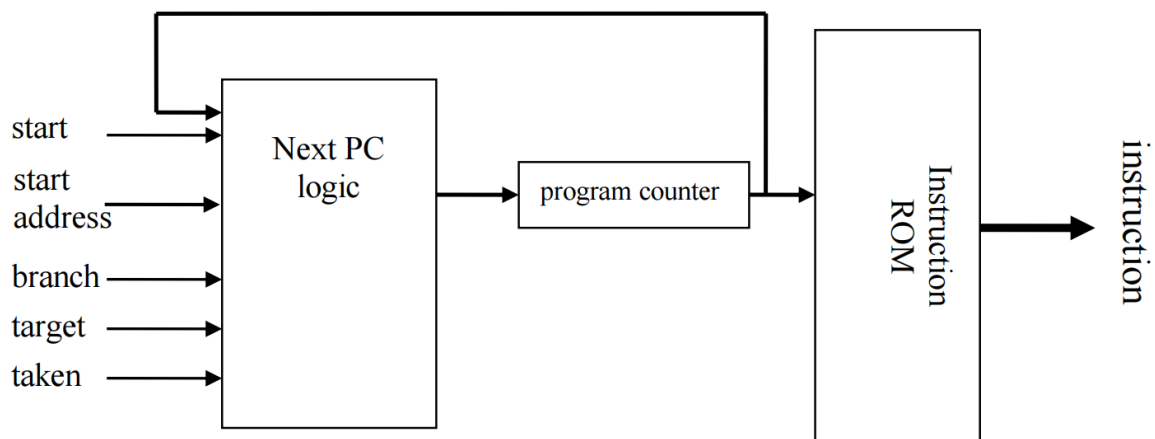 start
start
address
branch
target
taken
Next PC
logic
program counter
Instruction
ROM
instruction